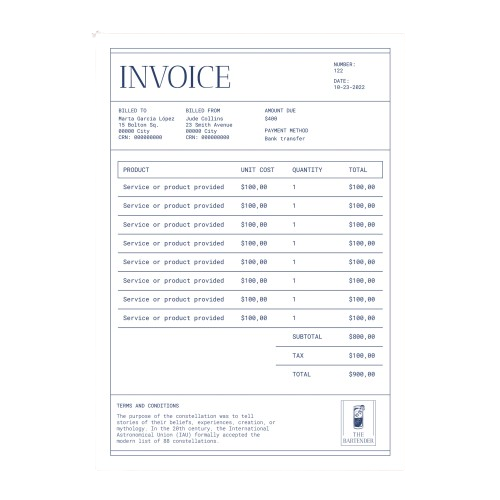 INVOICE
NUMBER:
122
DATE:
10-23-2022
BILLED TO
Marta García López
15 Bolton Sq.
00000 City
CRN: 000000000
BILLED FROM
Jude Collins
23 Smith Avenue
00000 City
CRN: 000000000
AMOUNT DUE
$400
PAYMENT METHOD
Bank transfer
PRODUCT UNIT COST QUANTITY TOTAL
Service or product provided $100,00 1 $100,00
Service or product provided $100,00 1 $100,00
Service or product provided $100,00 1 $100,00
Service or product provided $100,00 1 $100,00
Service or product provided $100,00 1 $100,00
Service or product provided $100,00 1 $100,00
Service or product provided $100,00 1 $100,00
Service or product provided $100,00 1 $100,00
SUBTOTAL $800,00
TAX $100,00
TOTAL $900,00
TERMS AND CONDITIONS
The purpose of the constellation was to tell
stories of their beliefs, experiences, creation, or
mythology. In the 20th century, the International
Astronomical Union (IAU) formally accepted the
modern list of 88 constellations.
THE
BARTENDER